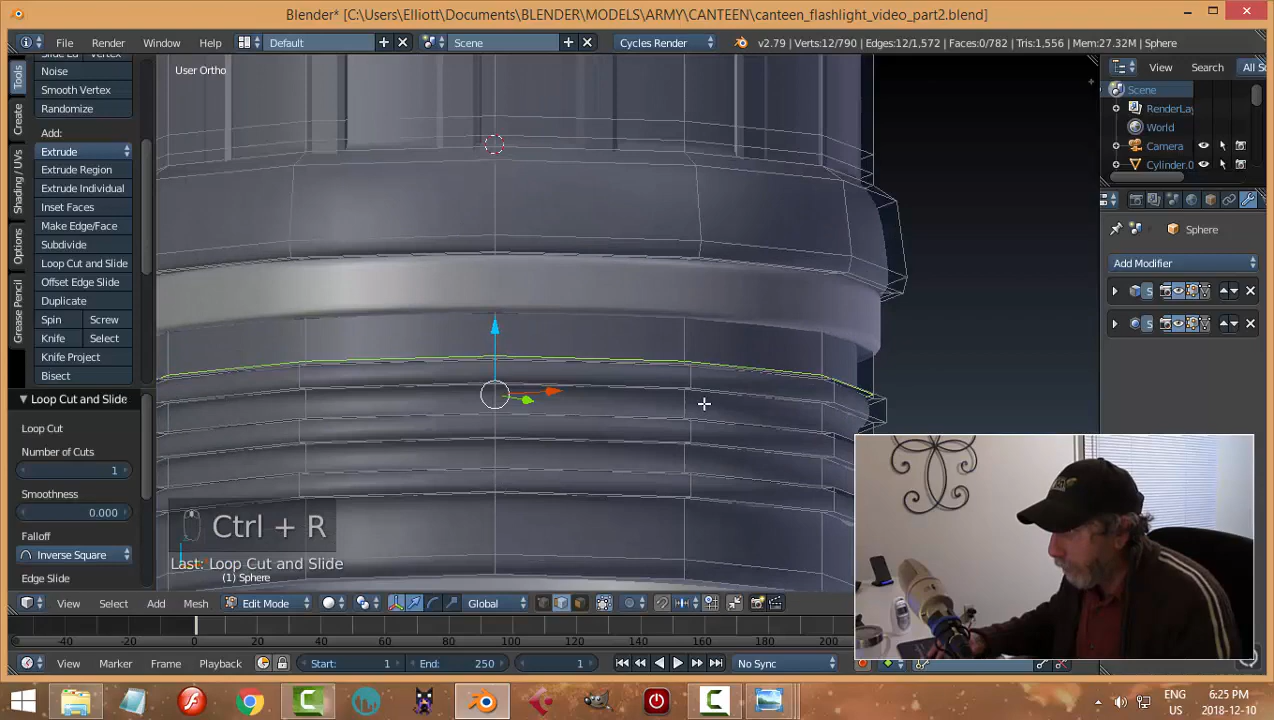 Blender* [C:\Users\Elliott\Documents\BLENDER\MODELS\ARMY\CANTEEN\canteen_flashlight_video_part2.blend]
File Render Window Help Default Scene Cycles Render v2.79 | Verts:12/790 | Edges:12/1,572 | Faces:0/782 | Tris:1,556 | Mem:27.32M | Sphere
Tools
Create
Shading / UVs
Options
Grease Pencil
Noise
Smooth Vertex
Randomize
Add:
Extrude
Extrude Region
Extrude Individual
Inset Faces
Make Edge/Face
Subdivide
Loop Cut and Slide
Offset Edge Slide
Duplicate
Spin Screw
Knife Select
Knife Project
Bisect
Loop Cut and Slide
Loop Cut
Number of Cuts
1
Smoothness
0.000
Falloff
Inverse Square
Edge Slide
User Ortho
Ctrl + R
Last: Loop Cut and Slide
(1) Sphere
View Search All S
Scene
RenderLay
World
Camera
Cylinder.0
Sphere
Add Modifier
S
S
View Select Add Mesh Edit Mode Global
-40 -20 0 20 40 60 80 100 120 140 160 180 200
View Marker Frame Playback Start: 1 End: 250 1 No Sync
ENG 6:25 PM
US 2018-12-10